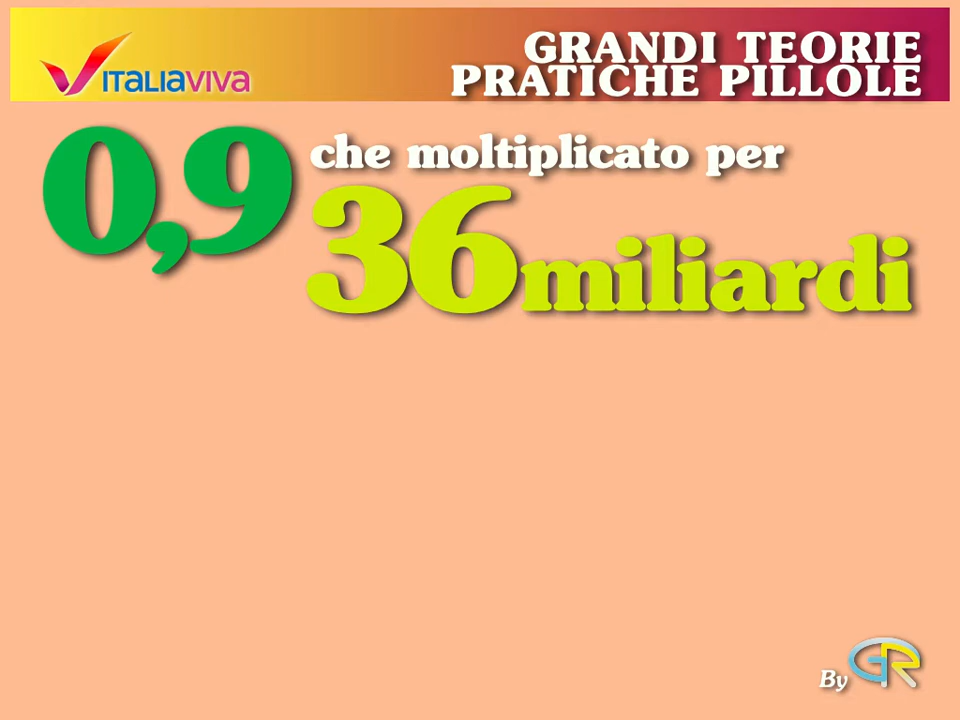 ITALIAVIVA
GRANDI TEORIE
PRATICHE PILLOLE
0,9 che moltiplicato per
36 miliardi
By GR